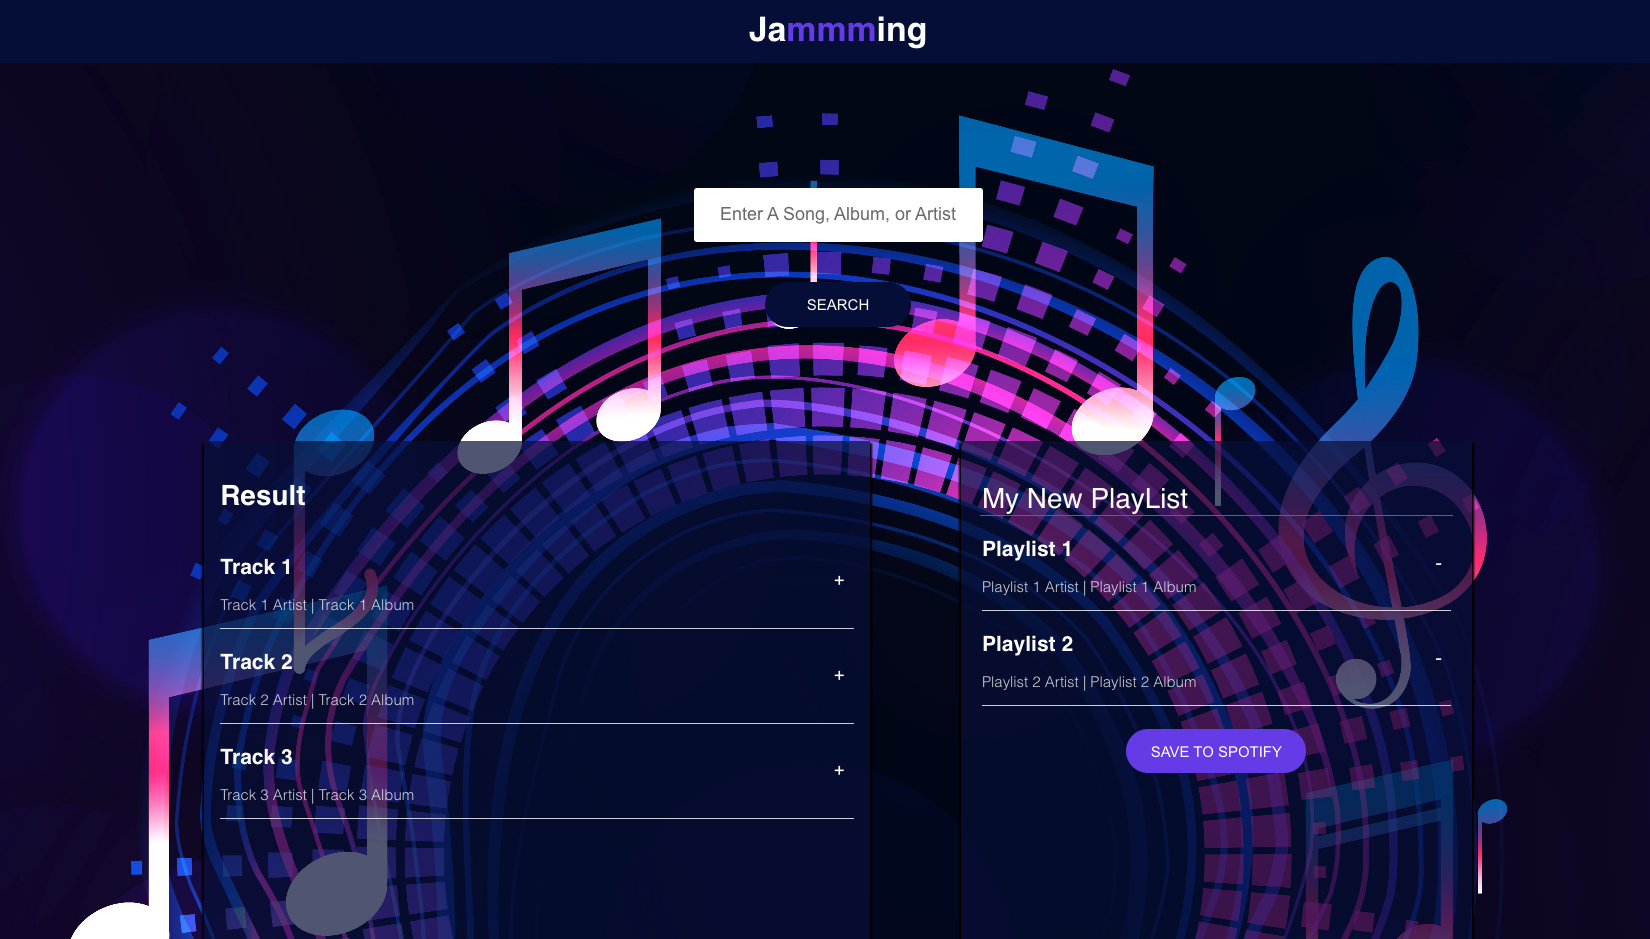 Jammming
Enter A Song, Album, or Artist
SEARCH
Result
Track 1
Track 1 Artist | Track 1 Album
+
Track 2
Track 2 Artist | Track 2 Album
+
Track 3
Track 3 Artist | Track 3 Album
+
My New PlayList
Playlist 1
Playlist 1 Artist | Playlist 1 Album
-
Playlist 2
Playlist 2 Artist | Playlist 2 Album
-
SAVE TO SPOTIFY